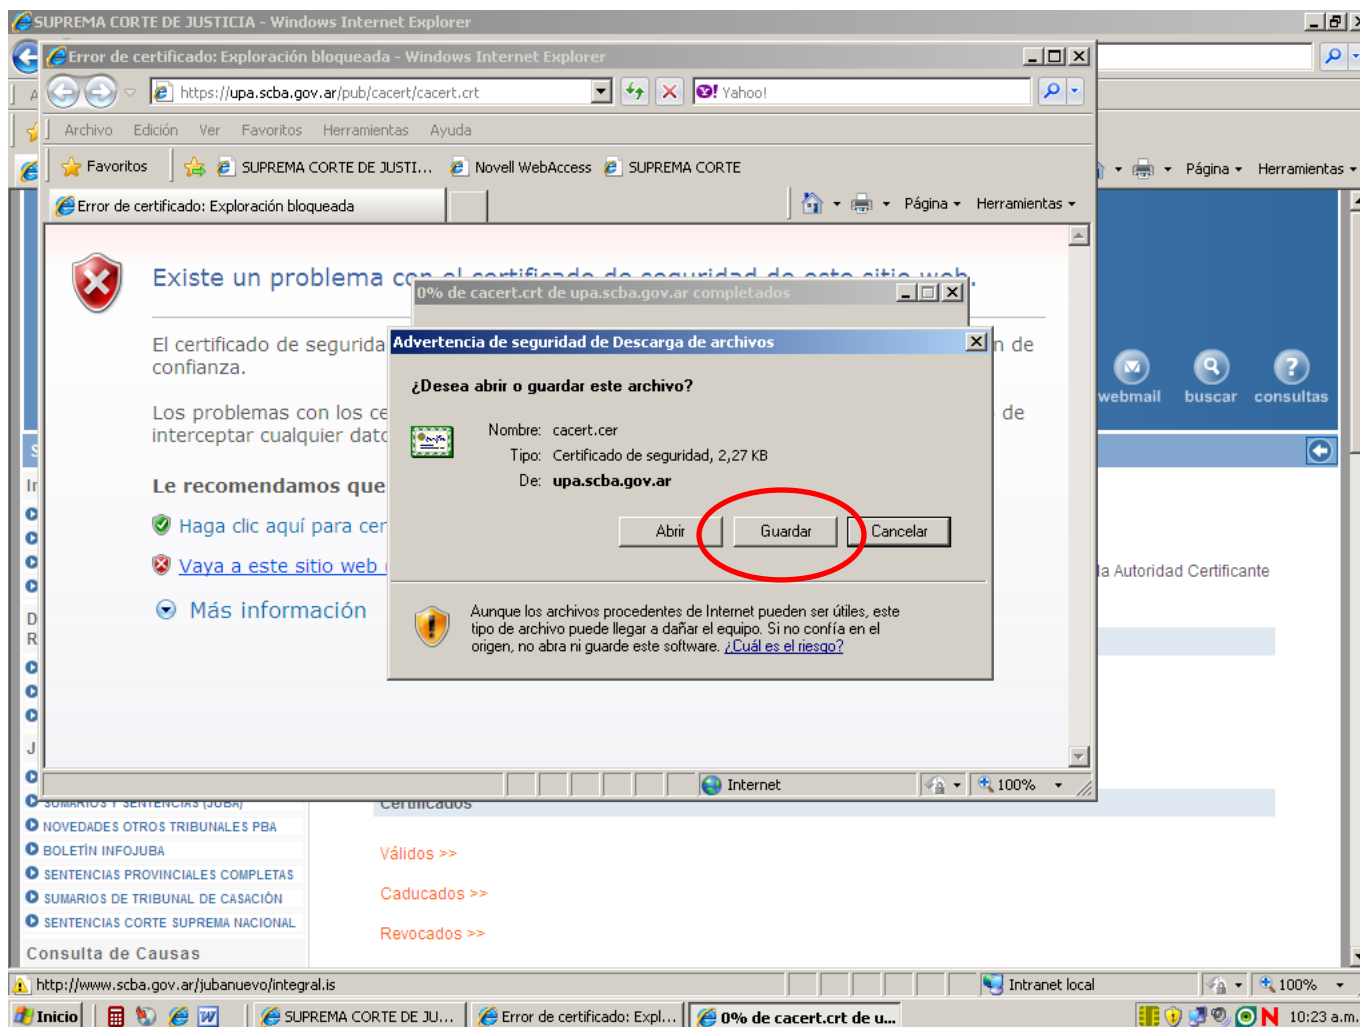 SUPREMA CORTE DE JUSTICIA - Windows Internet Explorer
Error de certificado: Exploración bloqueada - Windows Internet Explorer
https://upa.scba.gov.ar/pub/cacert/cacert.crt
Yahoo!
Archivo Edición Ver Favoritos Herramientas Ayuda
Favoritos SUPREMA CORTE DE JUSTI... Novell WebAccess SUPREMA CORTE
Página Herramientas
Error de certificado: Exploración bloqueada
Página Herramientas
Existe un problema con el certificado de seguridad de este sitio web.
0% de cacert.crt de upa.scba.gov.ar completados
El certificado de segurida
n de
confianza.
Advertencia de seguridad de Descarga de archivos
¿Desea abrir o guardar este archivo?
Los problemas con los ce
de
interceptar cualquier dato
Nombre: cacert.cer
Tipo: Certificado de seguridad, 2,27 KB
De: upa.scba.gov.ar
Abrir Guardar Cancelar
Le recomendamos que
Haga clic aquí para cer
Vaya a este sitio web
Más información
Aunque los archivos procedentes de Internet pueden ser útiles, este
tipo de archivo puede llegar a dañar el equipo. Si no confía en el
origen, no abra ni guarde este software. ¿Cuál es el riesgo?
webmail buscar consultas
la Autoridad Certificante
Internet 100%
SUMARIOS Y SENTENCIAS (JUBA)
NOVEDADES OTROS TRIBUNALES PBA
BOLETÍN INFOJUBA
SENTENCIAS PROVINCIALES COMPLETAS
SUMARIOS DE TRIBUNAL DE CASACIÓN
SENTENCIAS CORTE SUPREMA NACIONAL
Consulta de Causas
Certificados
Válidos >>
Caducados >>
Revocados >>
http://www.scba.gov.ar/jubanuevo/integral.is
Intranet local 100%
Inicio SUPREMA CORTE DE JU... Error de certificado: Expl... 0% de cacert.crt de u... 10:23 a.m.